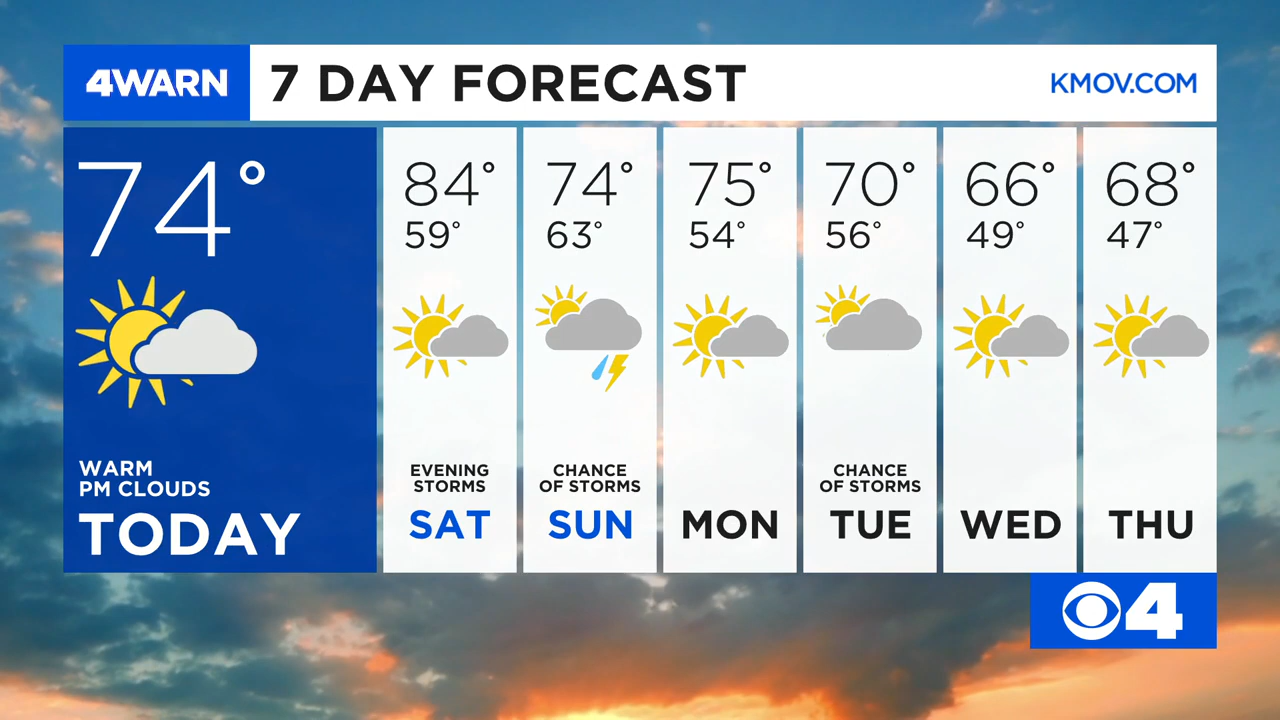 4WARN
7 DAY FORECAST
KMOV.COM
74°
WARM
PM CLOUDS
TODAY
84°
59°
EVENING
STORMS
SAT
74°
63°
CHANCE
OF STORMS
SUN
75°
54°
MON
70°
56°
CHANCE
OF STORMS
TUE
66°
49°
WED
68°
47°
THU
4